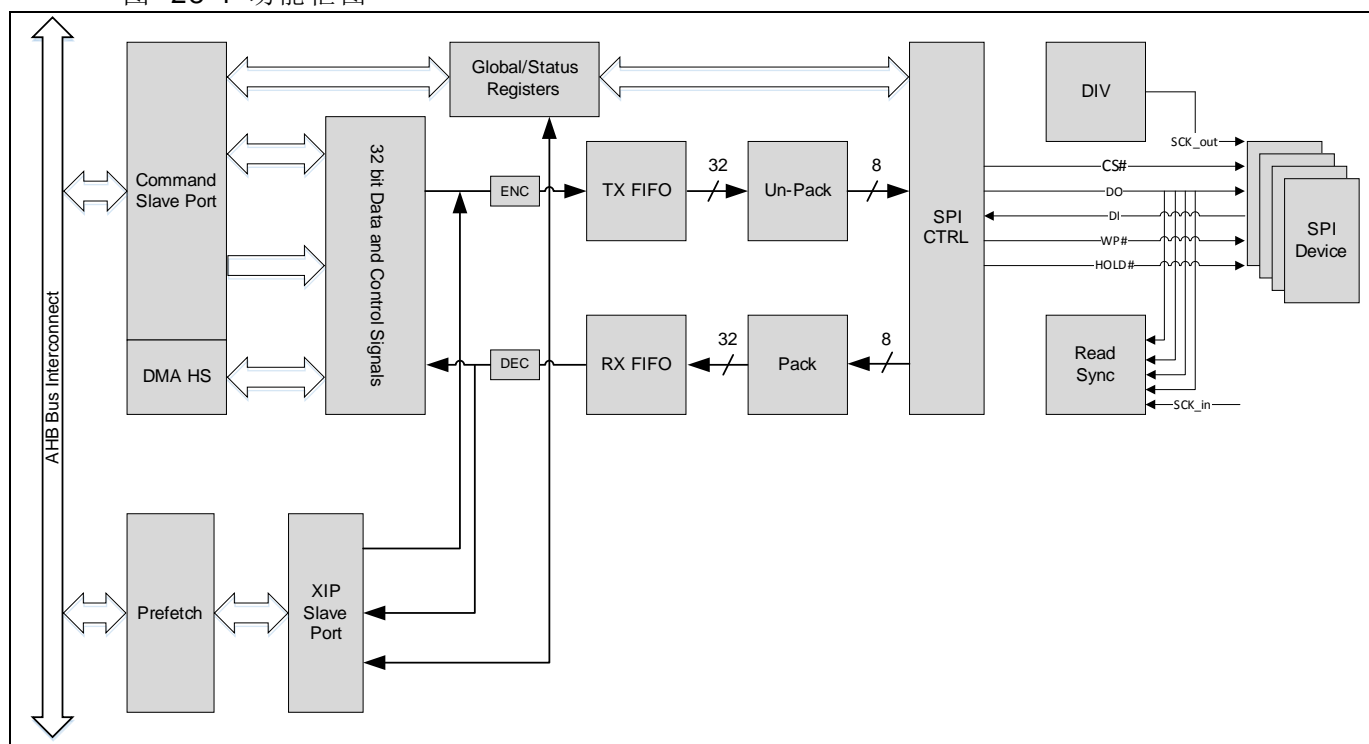 Global/Status
Registers
DIV
SCK_out
Command
Slave Port
32 bit Data and Control Signals
ENC
TX FIFO
32
Un-Pack
8
SPI
CTRL
CS#
DO
DI
WP#
HOLD#
SPI
Device
DMA HS
DEC
RX FIFO
32
Pack
8
Read
Sync
SCK_in
AHB Bus Interconnect
Prefetch
XIP
Slave
Port